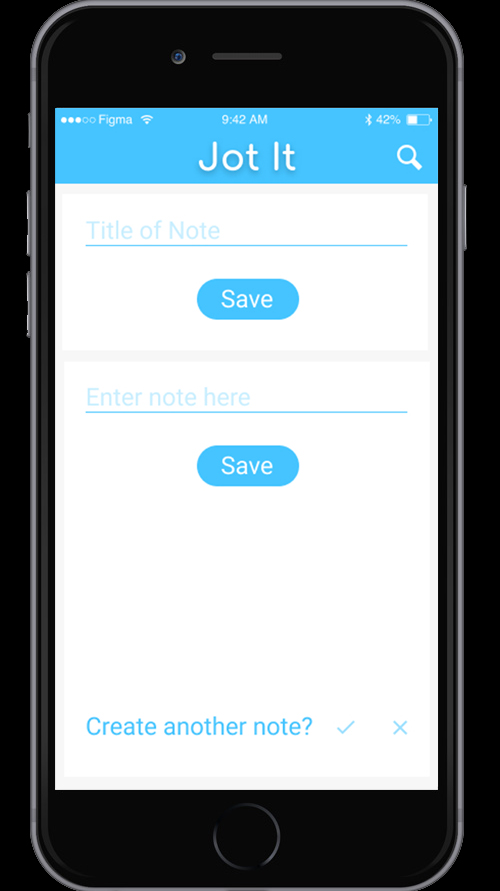 Figma 9:42 AM 42%
Jot It
Title of Note
Save
Enter note here
Save
Create another note?